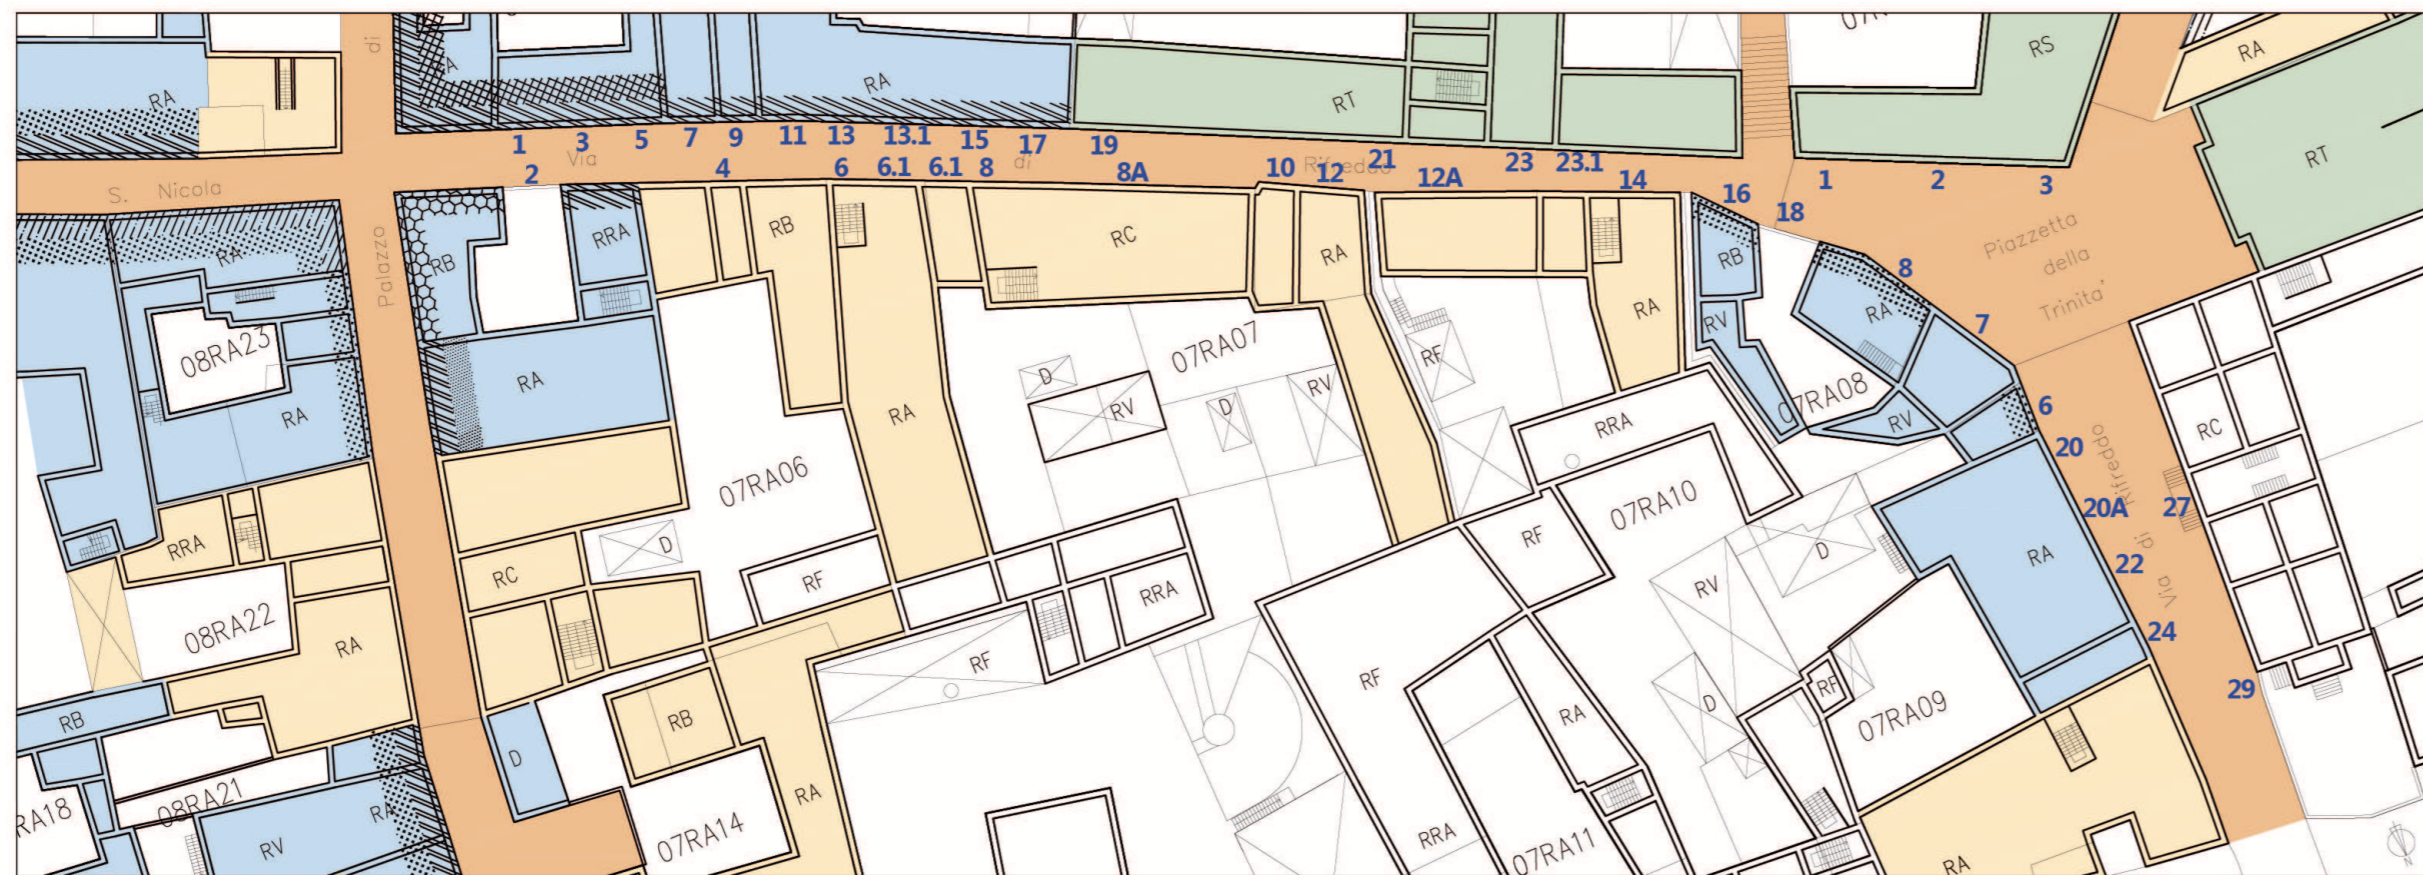 di
RS
RA
RA
RA
RA
RT
RT
1
3
5
7
9
11
13
13.1
15
17
19
21
23
23.1
1
2
3
Via
di
Rifreddo
2
4
6
6.1
6.1
8
8A
10
12
12A
14
16
18
S. Nicola
Palazzo
Piazzetta
della
Trinita'
RA
RB
RRA
RB
RC
RA
RA
RB
RA
8
7
6
20
20A
22
24
27
29
Via di Rifreddo
08RA23
RA
RA
RA
07RA07
D
RV
D
RV
RF
RV
07RA08
RV
RRA
RC
07RA06
D
RF
RRA
07RA10
RF
D
RV
RA
RRA
RC
08RA22
RA
RF
RF
RA
D
RF
07RA09
RB
RB
D
RA
08RA21
RA
RV
RA18
07RA14
RRA
07RA11
RA
N